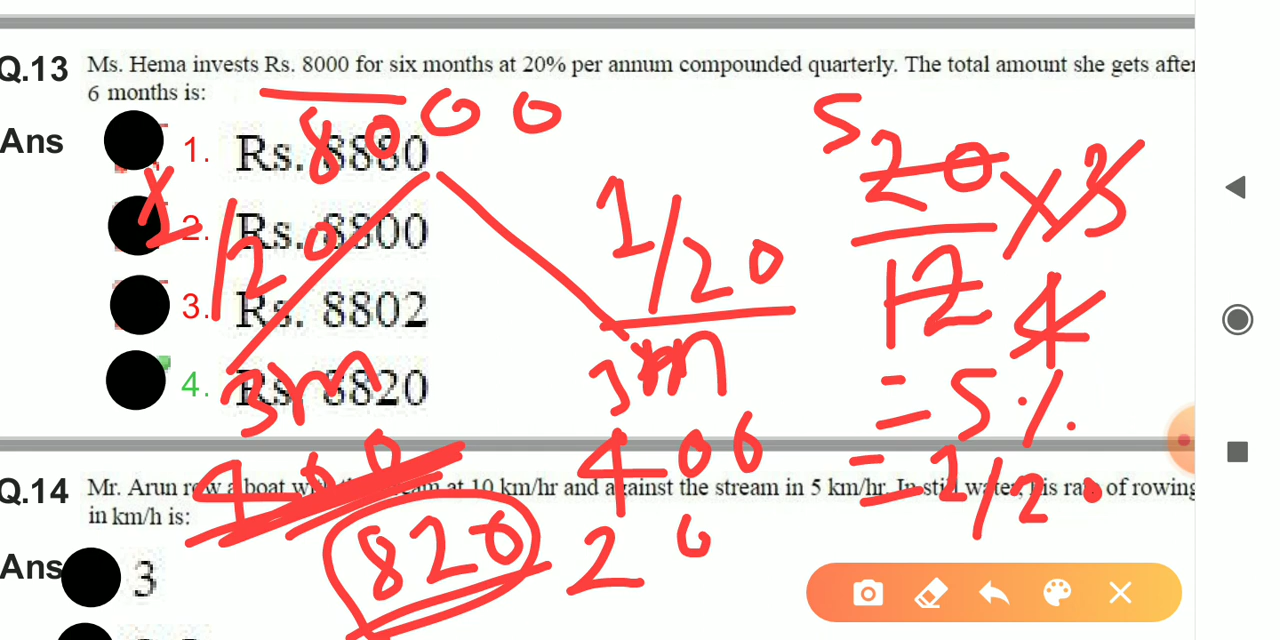 Q.13 Ms. Hema invests Rs. 8000 for six months at 20% per annum compounded quarterly. The total amount she gets after
6 months is:
8000
Ans
1. Rs. 8880
2. Rs. 8800
3. Rs. 8802
4. Rs. 8820
1/20
1/20
3m
3m
400
400
20
820
5
20 × 3
12 4
= 5%
= 1/20
Q.14 Mr. Arun row a boat with the stream at 10 km/hr and against the stream in 5 km/hr. In still water, his rate of rowing
in km/h is:
Ans
3